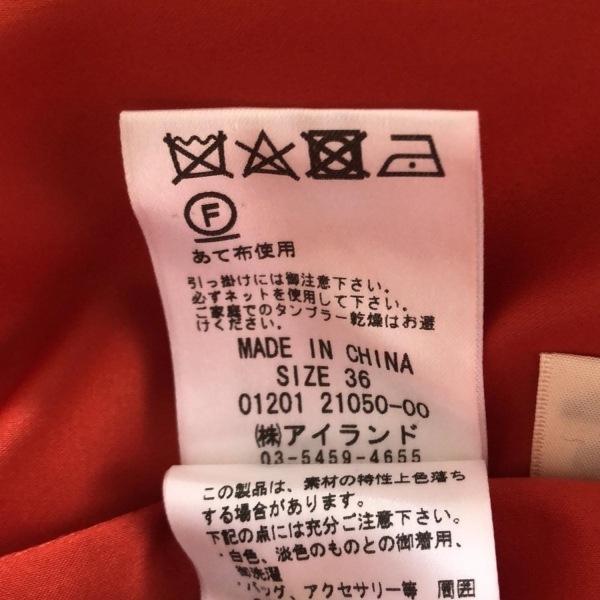 F
あて布使用
引っ掛けには御注意下さい。
必ずネットを使用して下さい。
ご家庭でのタンブラー乾燥はお避
けください。
MADE IN CHINA
SIZE 36
01201 21050-00
㈱アイランド
03-5459-4655
この製品は、素材の特性上色落ち
する場合があります。
下記の点には充分ご注意下さい。
・白色、淡色のものとの御着用、
御洗濯
バッグ、アクセサリー等 周囲